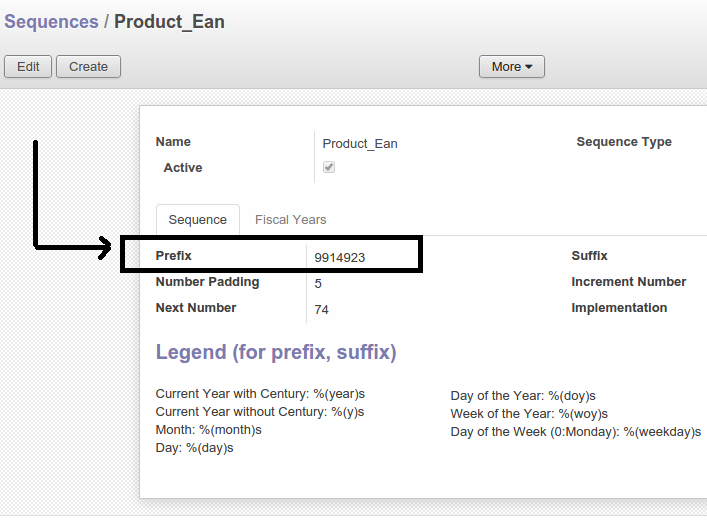 Sequences / Product_Ean
Edit Create More
Name Product_Ean Sequence Type
Active
Sequence Fiscal Years
Prefix 9914923 Suffix
Number Padding 5 Increment Number
Next Number 74 Implementation
Legend (for prefix, suffix)
Current Year with Century: %(year)s Day of the Year: %(doy)s
Current Year without Century: %(y)s Week of the Year: %(woy)s
Month: %(month)s Day of the Week (0:Monday): %(weekday)s
Day: %(day)s